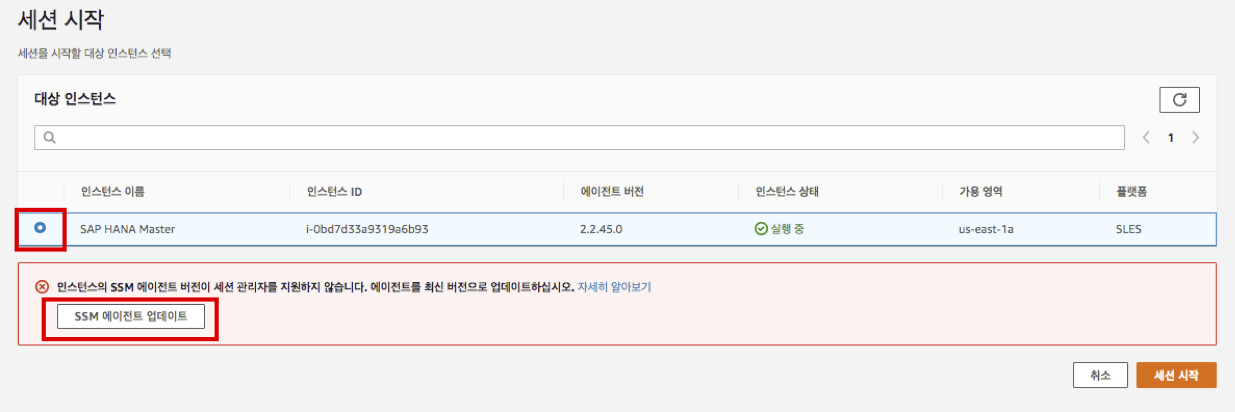 세션 시작
세션을 시작할 대상 인스턴스 선택
대상 인스턴스
1
인스턴스 이름 인스턴스 ID 에이전트 버전 인스턴스 상태 가용 영역 플랫폼
SAP HANA Master i-0bd7d33a9319a6b93 2.2.45.0 실행 중 us-east-1a SLES
인스턴스의 SSM 에이전트 버전이 세션 관리자를 지원하지 않습니다. 에이전트를 최신 버전으로 업데이트하십시오. 자세히 알아보기
SSM 에이전트 업데이트
취소 세션 시작